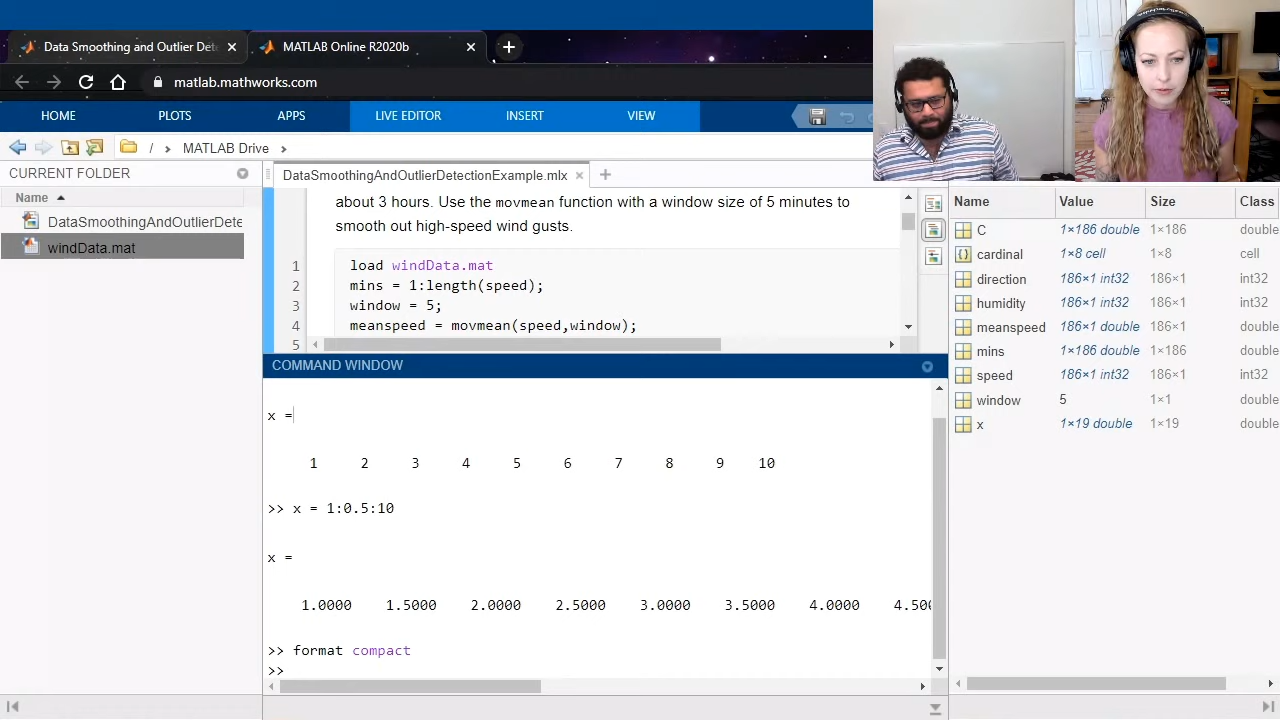 Data Smoothing and Outlier Dete
MATLAB Online R2020b
matlab.mathworks.com
HOME PLOTS APPS LIVE EDITOR INSERT VIEW
/ MATLAB Drive
CURRENT FOLDER
Name
DataSmoothingAndOutlierDe
windData.mat
DataSmoothingAndOutlierDetectionExample.mlx
about 3 hours. Use the movmean function with a window size of 5 minutes to
smooth out high-speed wind gusts.
1 load windData.mat
2 mins = 1:length(speed);
3 window = 5;
4 meanspeed = movmean(speed,window);
5
COMMAND WINDOW
x =
1 2 3 4 5 6 7 8 9 10
>> x = 1:0.5:10
x =
1.0000 1.5000 2.0000 2.5000 3.0000 3.5000 4.0000 4.500
>> format compact
>>
Name Value Size Class
C 1×186 double 1×186 double
cardinal 1×8 cell 1×8 cell
direction 186×1 int32 186×1 int32
humidity 186×1 int32 186×1 int32
meanspeed 186×1 double 186×1 double
mins 1×186 double 1×186 double
speed 186×1 int32 186×1 int32
window 5 1×1 double
x 1×19 double 1×19 double